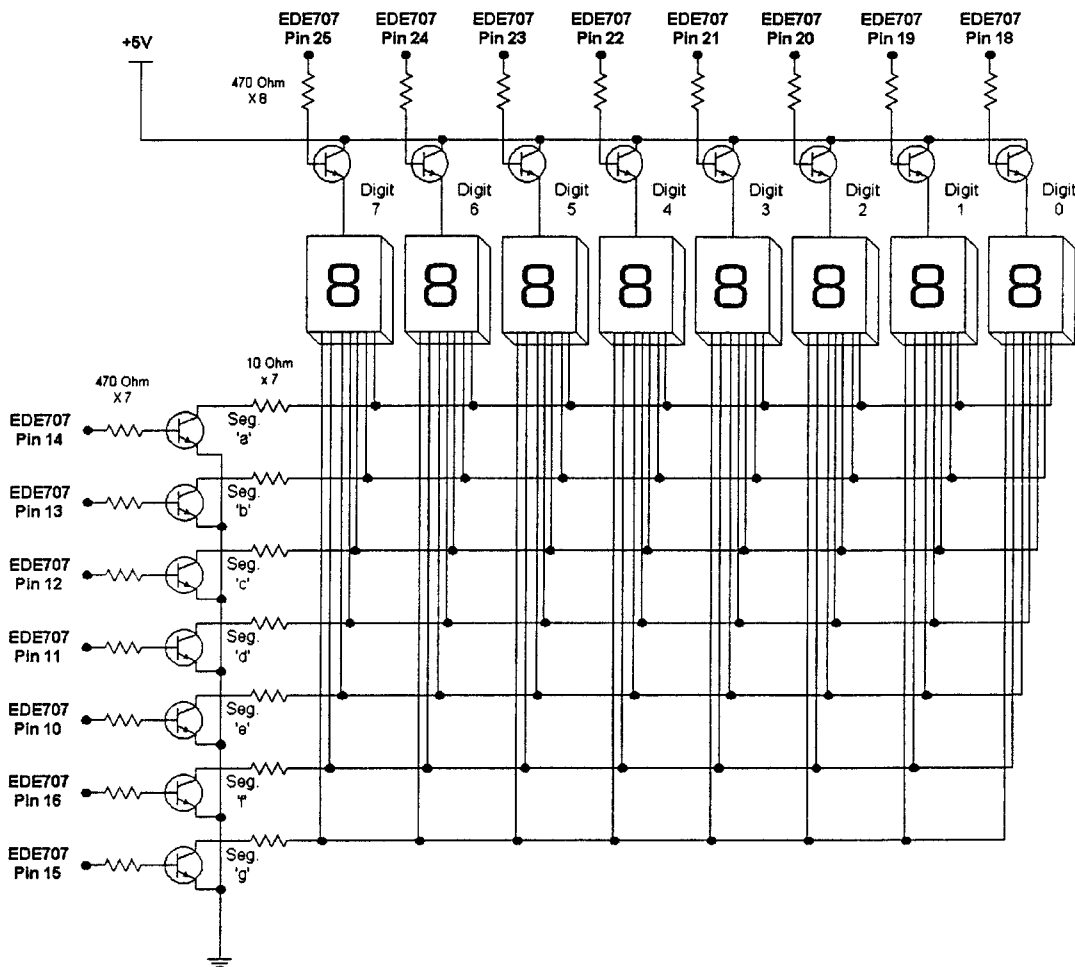 EDE707 EDE707 EDE707 EDE707 EDE707 EDE707 EDE707 EDE707
Pin 25 Pin 24 Pin 23 Pin 22 Pin 21 Pin 20 Pin 19 Pin 18
+5V
470 Ohm
X 8
Digit Digit Digit Digit Digit Digit Digit Digit
7 6 5 4 3 2 1 0
8 8 8 8 8 8 8 8
10 Ohm
x 7
470 Ohm
X 7
EDE707
Pin 14
Seg.
'a'
EDE707
Pin 13
Seg.
'b'
EDE707
Pin 12
Seg.
'c'
EDE707
Pin 11
Seg.
'd'
EDE707
Pin 10
Seg.
'e'
EDE707
Pin 16
Seg.
'f'
EDE707
Pin 15
Seg.
'g'